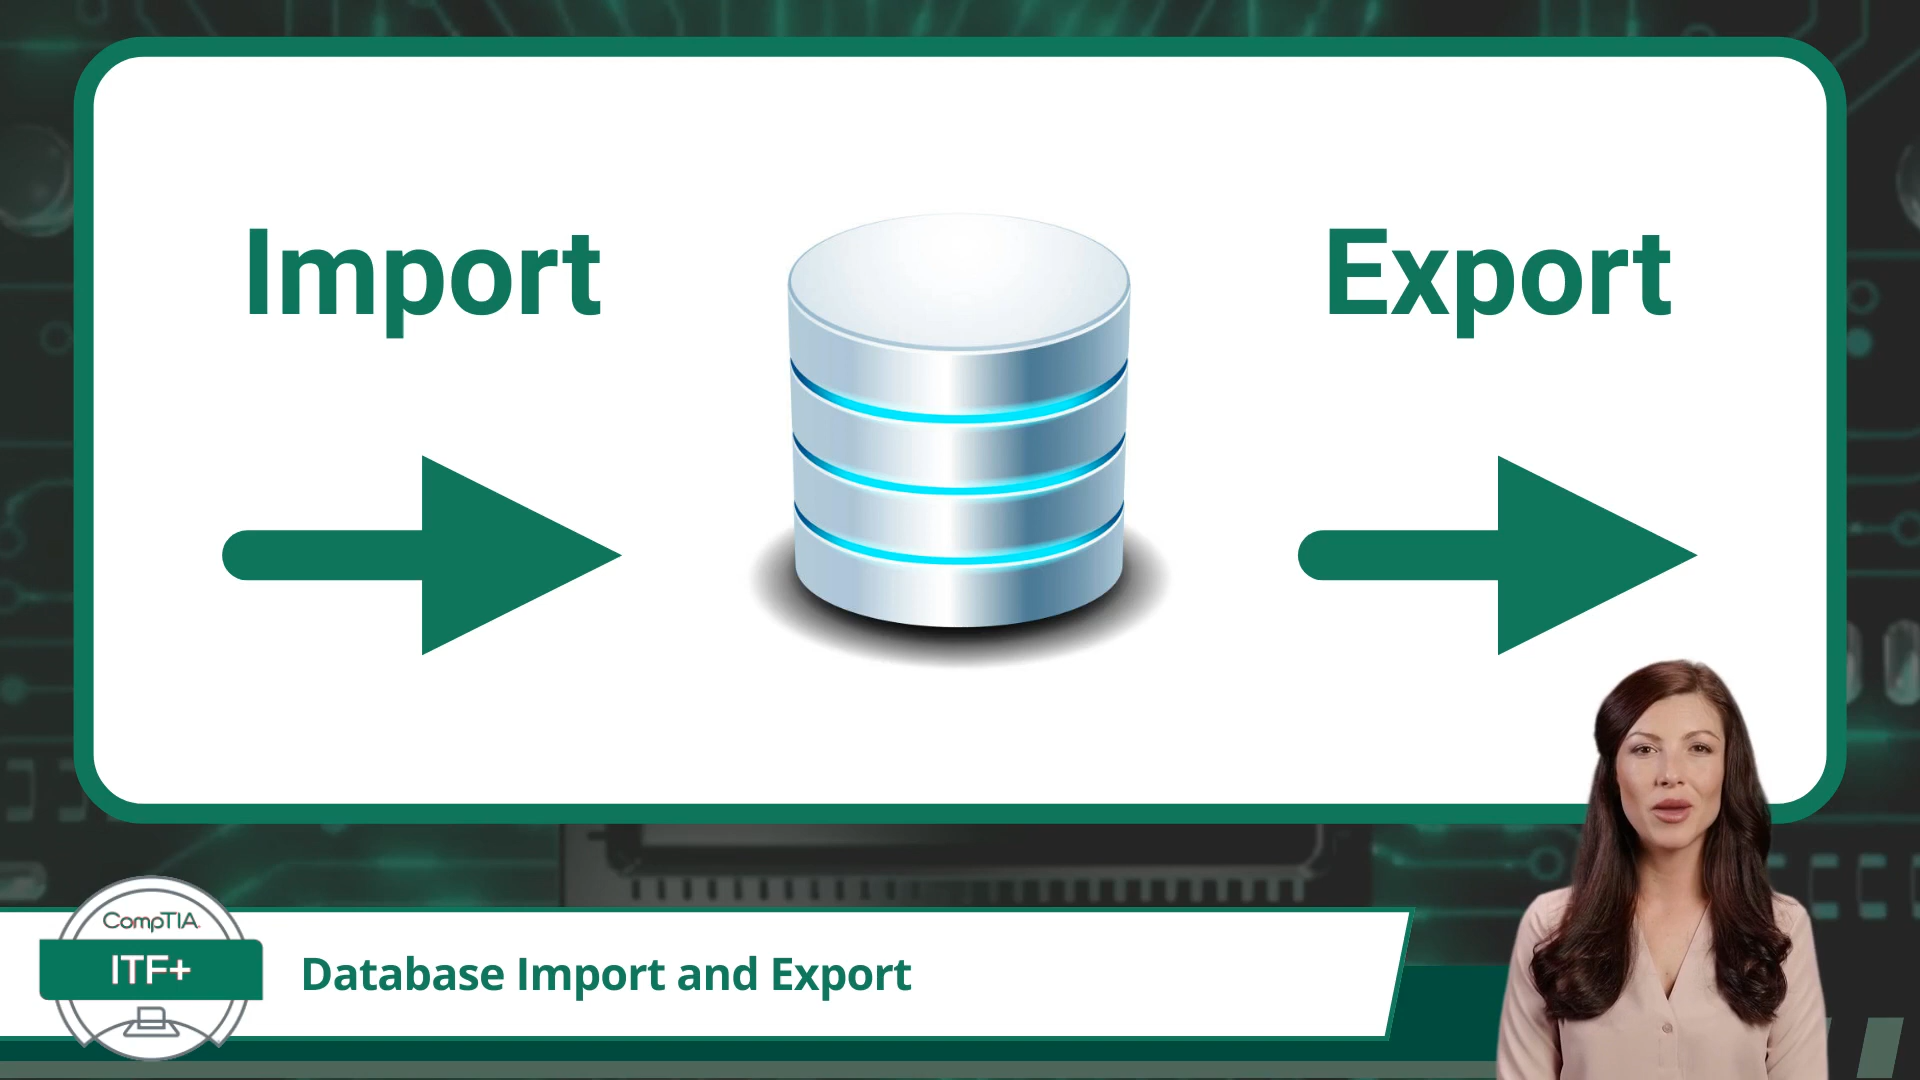 Import
Export
CompTIA.
ITF+
Database Import and Export